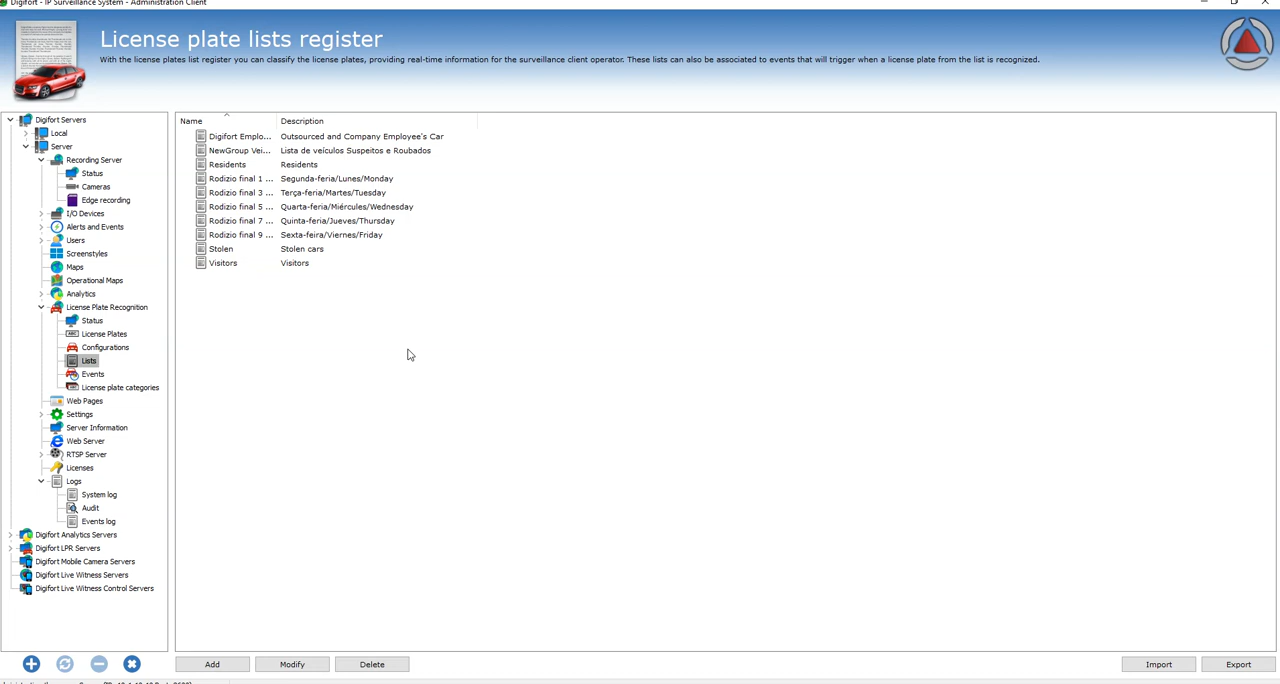 Digifort - IP Surveillance System - Administration Client
License plate lists register
With the license plates list register you can classify the license plates, providing real-time information for the surveillance client operator. These lists can also be associated to events that will trigger when a license plate from the list is recognized.
Digifort Servers
Local
Server
Recording Server
Status
Cameras
Edge recording
I/O Devices
Alerts and Events
Users
Screenstyles
Maps
Operational Maps
Analytics
License Plate Recognition
Status
License Plates
Configurations
Lists
Events
License plate categories
Web Pages
Settings
Server Information
Web Server
RTSP Server
Licenses
Logs
System log
Audit
Events log
Digifort Analytics Servers
Digifort LPR Servers
Digifort Mobile Camera Servers
Digifort Live Witness Servers
Digifort Live Witness Control Servers
Name Description
Digifort Emplo... Outsourced and Company Employee's Car
NewGroup Vei... Lista de veículos Suspeitos e Roubados
Residents Residents
Rodizio final 1 ... Segunda-feria/Lunes/Monday
Rodizio final 3 ... Terça-feria/Martes/Tuesday
Rodizio final 5 ... Quarta-feria/Miércules/Wednesday
Rodizio final 7 ... Quinta-feria/Jueves/Thursday
Rodizio final 9 ... Sexta-feira/Viernes/Friday
Stolen Stolen cars
Visitors Visitors
Add Modify Delete Import Export